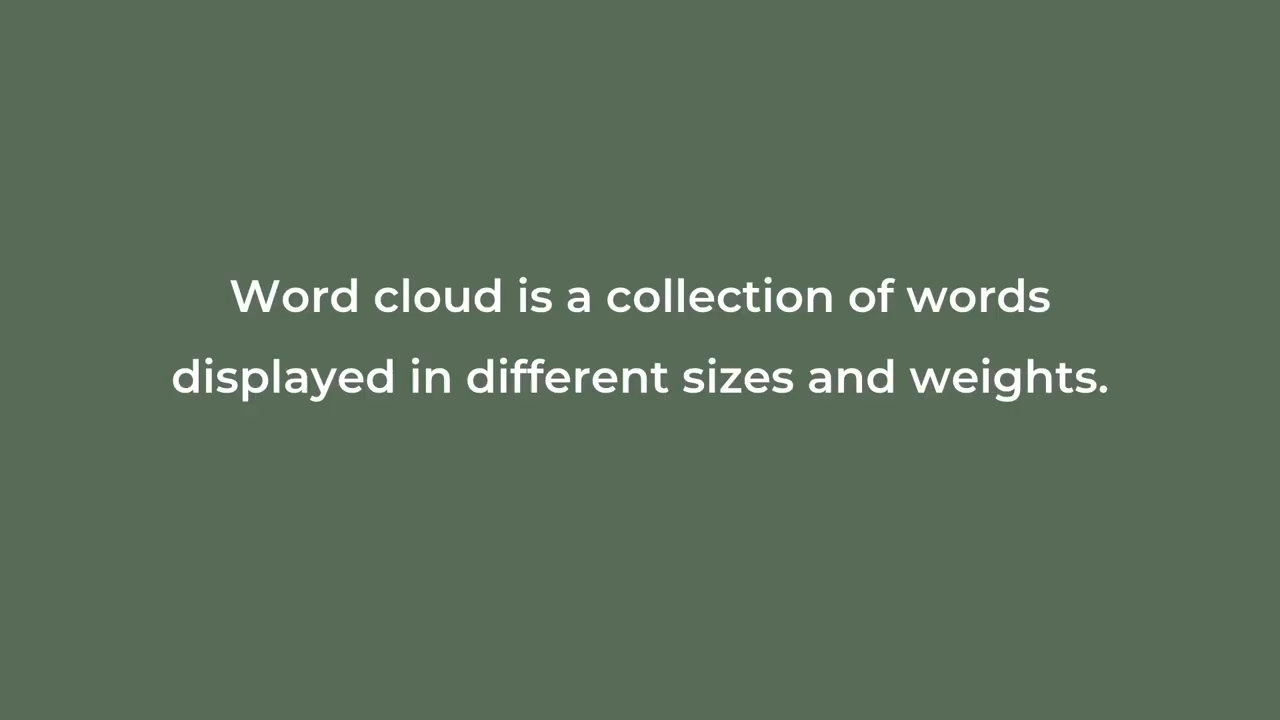 Word cloud is a collection of words
displayed in different sizes and weights.